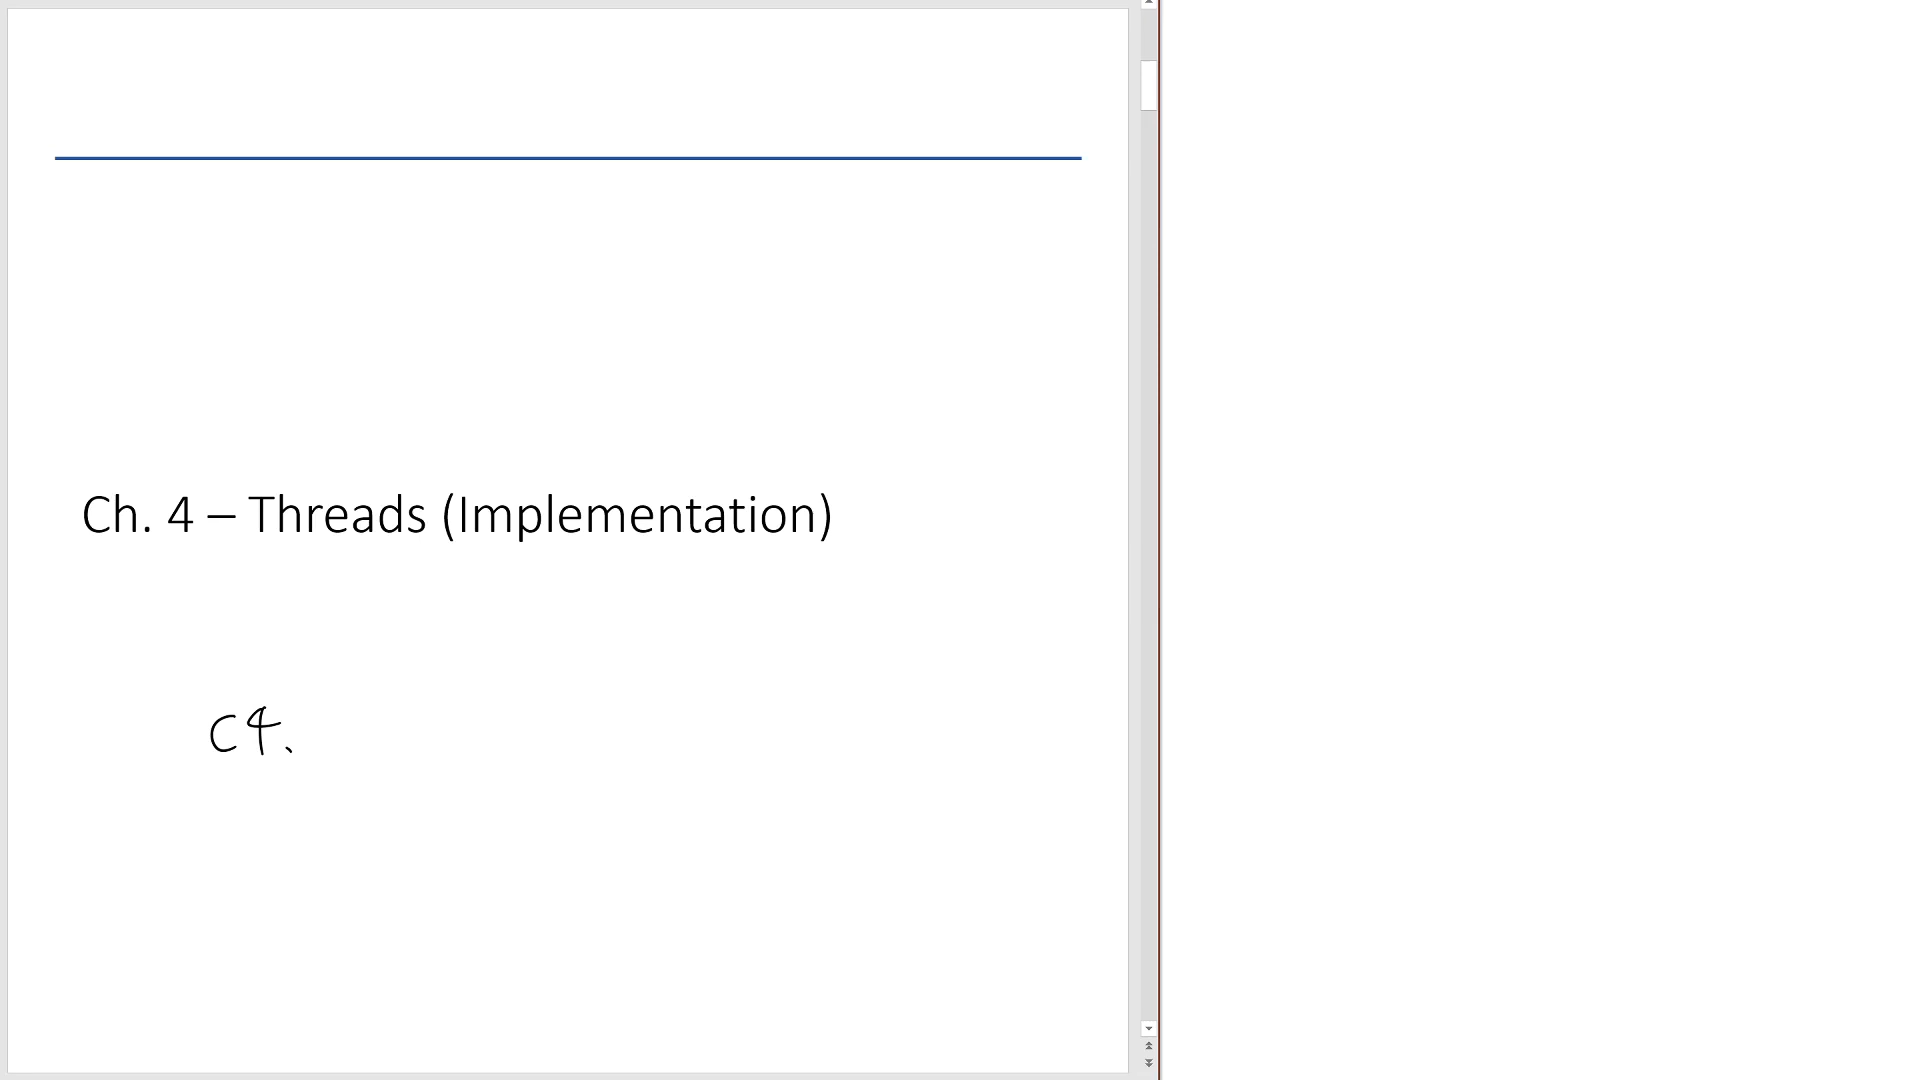 Ch. 4 – Threads (Implementation)
C4.